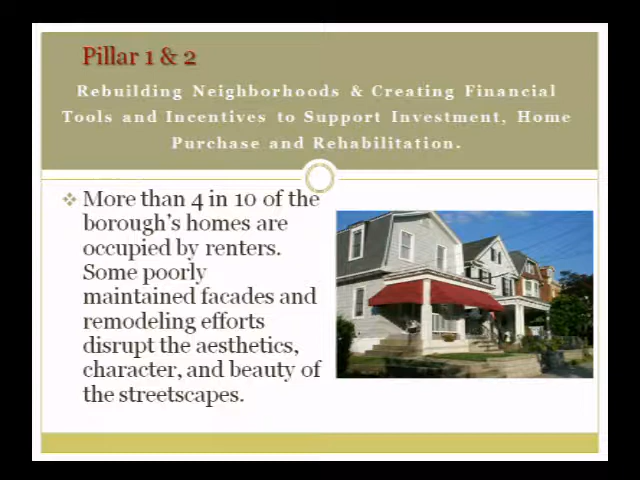 Pillar 1 & 2
Rebuilding Neighborhoods & Creating Financial
Tools and Incentives to Support Investment, Home
Purchase and Rehabilitation.
More than 4 in 10 of the
borough's homes are
occupied by renters.
Some poorly
maintained facades and
remodeling efforts
disrupt the aesthetics,
character, and beauty of
the streetscapes.